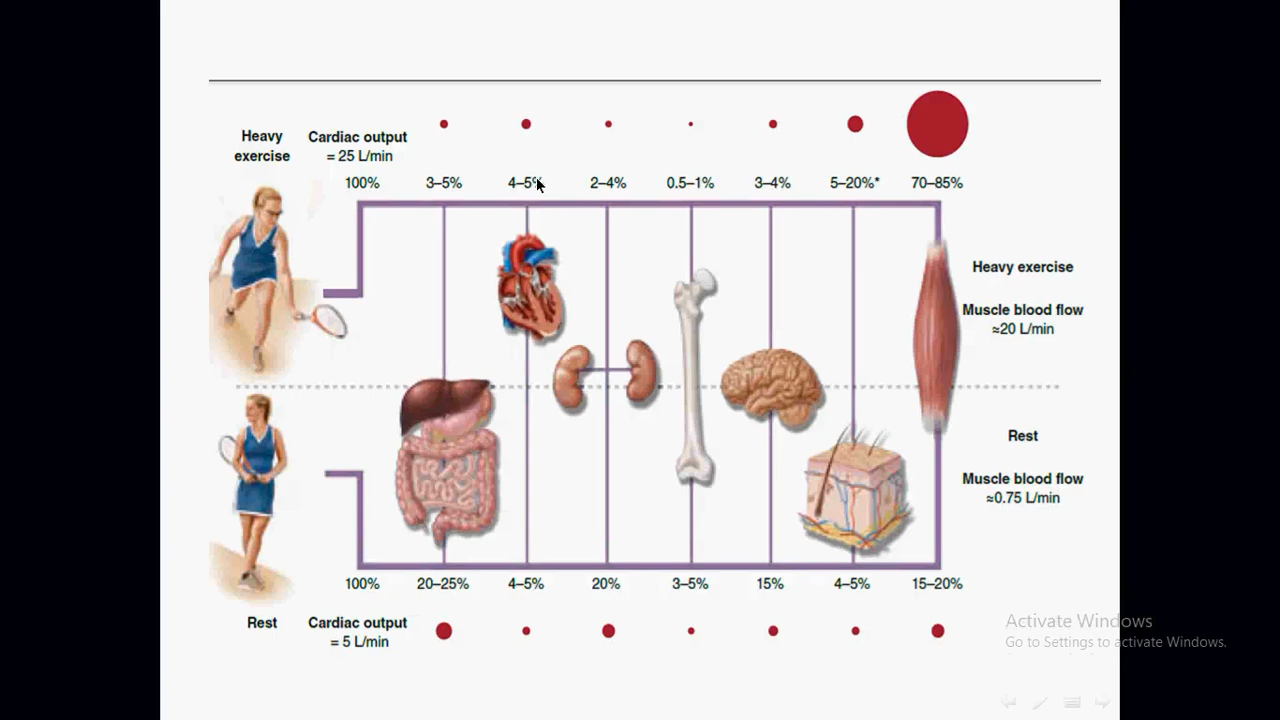 Heavy
exercise
Cardiac output
= 25 L/min
100%
3–5%
4–5%
2–4%
0.5–1%
3–4%
5–20%*
70–85%
Heavy exercise
Muscle blood flow
≈20 L/min
Rest
Muscle blood flow
≈0.75 L/min
100%
20–25%
4–5%
20%
3–5%
15%
4–5%
15–20%
Rest
Cardiac output
= 5 L/min
Activate Windows
Go to Settings to activate Windows.